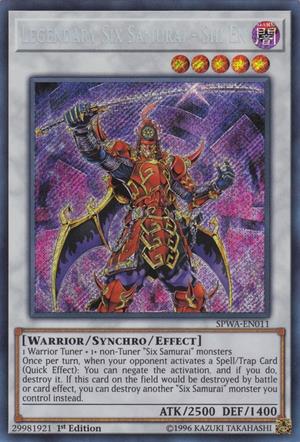 Legendary Six Samurai - Shi En
DARK
闇
SPWA-EN011
[Warrior/Synchro/Effect]
1 Warrior Tuner + 1+ non-Tuner "Six Samurai" monsters
Once per turn, when your opponent activates a Spell/Trap Card
(Quick Effect): You can negate the activation, and if you do,
destroy it. If this card on the field would be destroyed by battle
or card effect, you can destroy another "Six Samurai" monster you
control instead.
ATK/2500 DEF/1400
29981921 1st Edition ©1996 KAZUKI TAKAHASHI